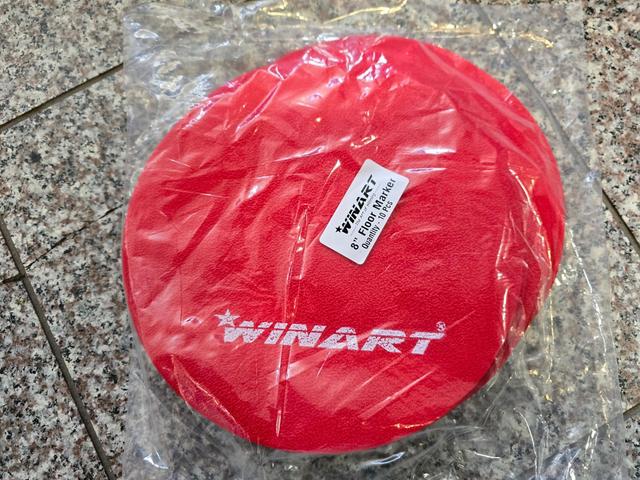 WINART
8" Floor Marker
Quantity:- 10 Pcs
WINART®